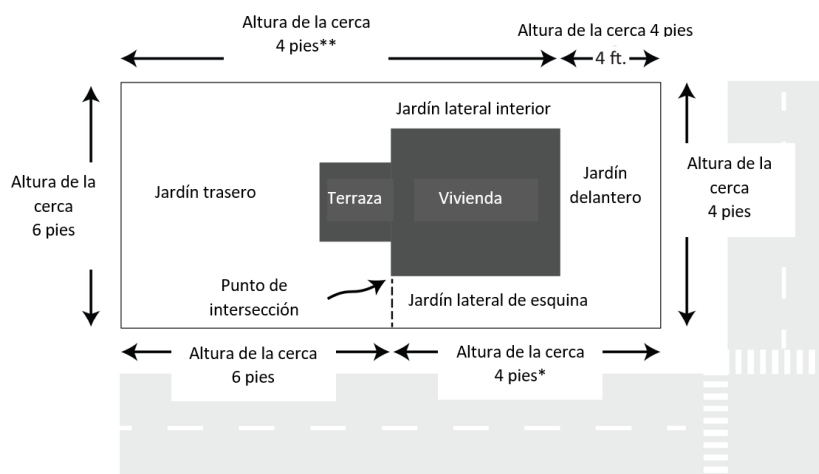 Altura de la cerca
4 pies**
Altura de la cerca 4 pies
4 ft.
Jardín lateral interior
Altura de la
cerca
6 pies
Jardín trasero
Terraza
Vivienda
Jardín
delantero
Altura de la
cerca
4 pies
Punto de
intersección
Jardín lateral de esquina
Altura de la cerca
6 pies
Altura de la cerca
4 pies*